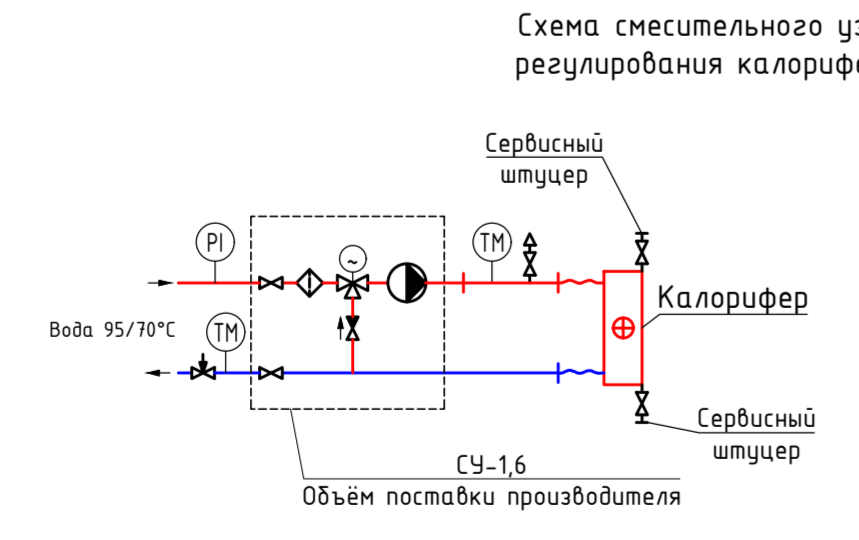 Схема смесительного уз
регулирования калорифе
Сервисный
штуцер
PI
TM
~
Калорифер
Вода 95/70°C
TM
Сервисный
штуцер
СУ-1,6
Объём поставки производителя